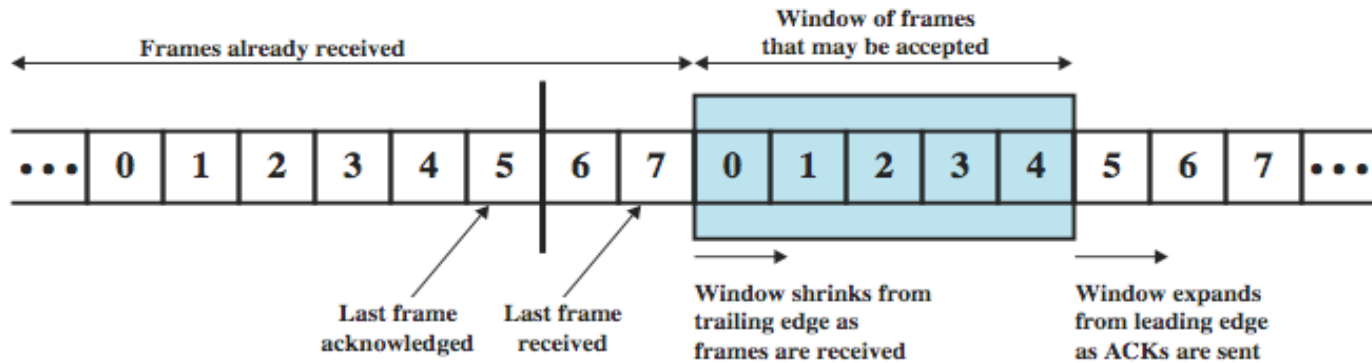 Window of frames
Frames already received
that may be accepted
••• 0 1 2 3 4 5 6 7 0 1 2 3 4 5 6 7 •••
Last frame
acknowledged
Last frame
received
Window shrinks from
trailing edge as
frames are received
Window expands
from leading edge
as ACKs are sent